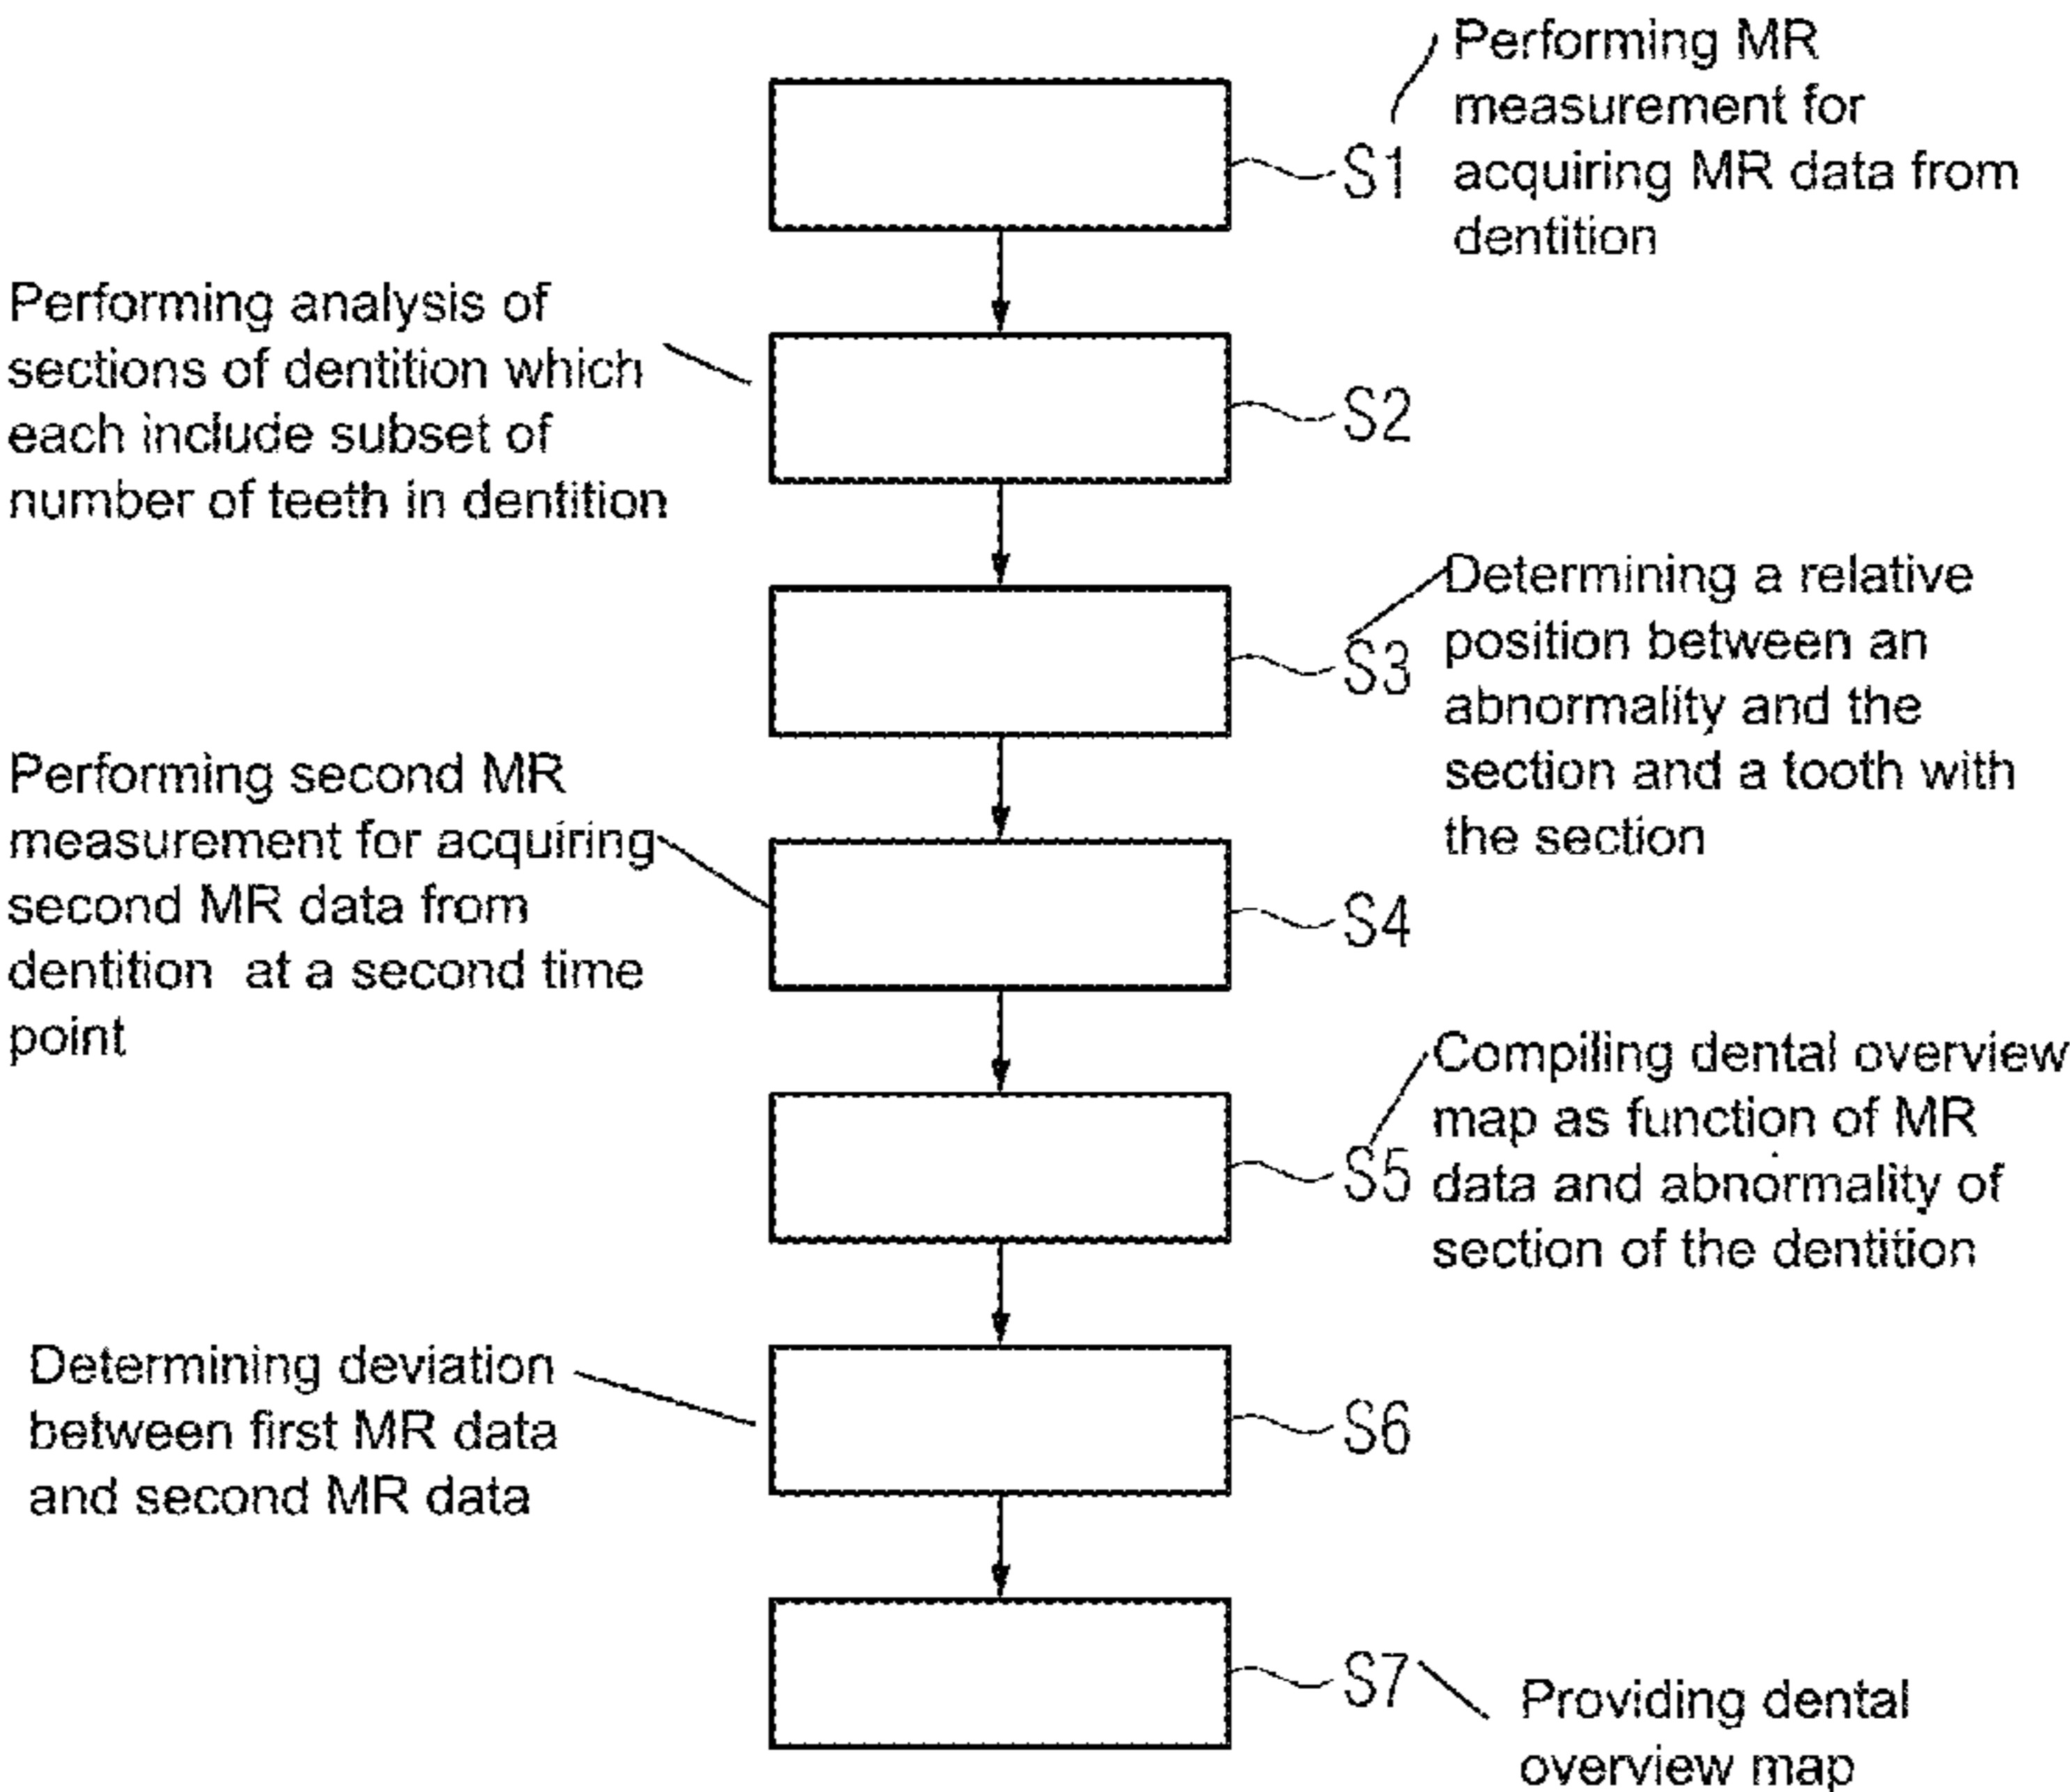 Performing MR
measurement for
acquiring MR data from
dentition
S1
Performing analysis of
sections of dentition which
each include subset of
number of teeth in dentition
S2
Determining a relative
position between an
abnormality and the
section and a tooth with
the section
S3
Performing second MR
measurement for acquiring
second MR data from
dentition at a second time
point
S4
Compiling dental overview
map as function of MR
data and abnormality of
section of the dentition
S5
Determining deviation
between first MR data
and second MR data
S6
S7
Providing dental
overview map